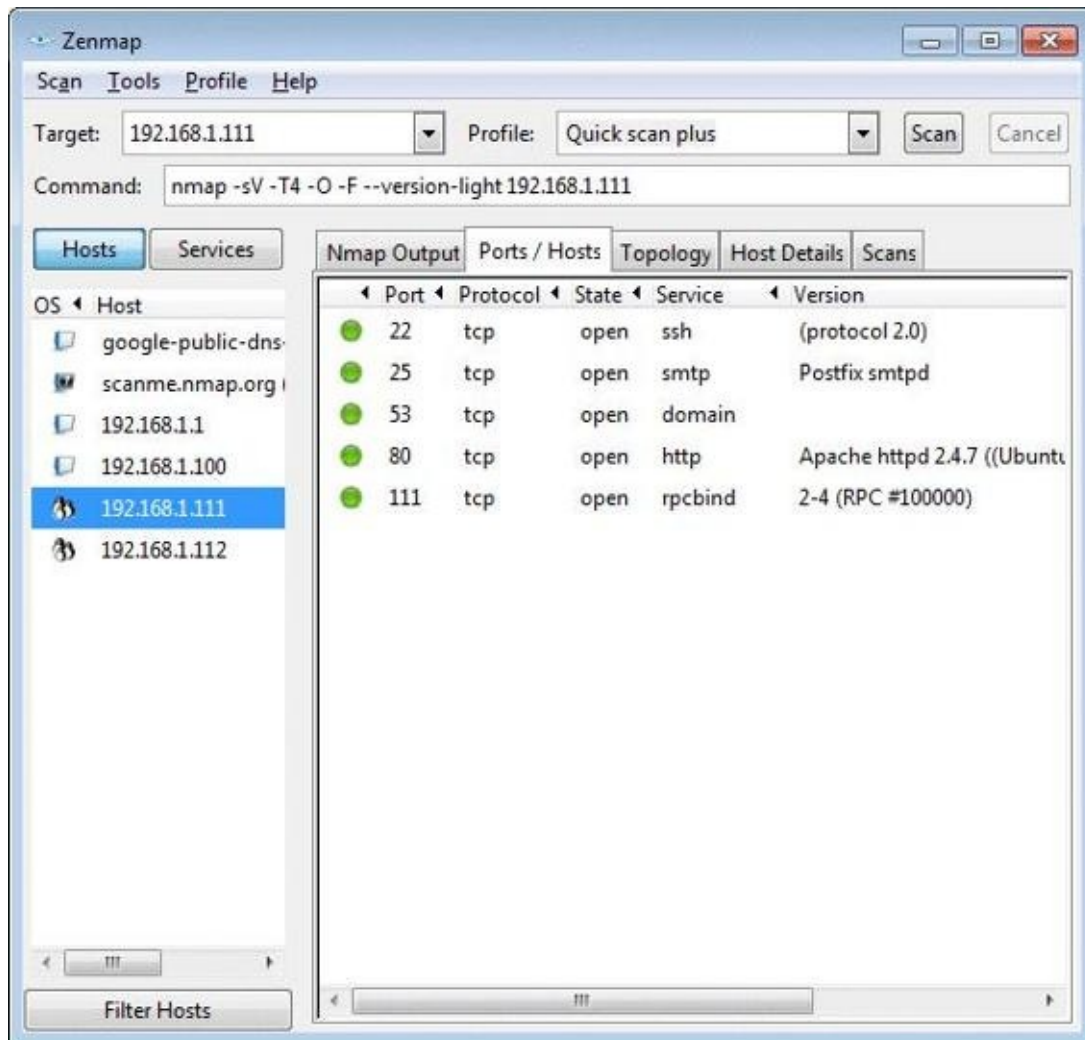 Zenmap
Scan Tools Profile Help
Target: 192.168.1.111 Profile: Quick scan plus Scan Cancel
Command: nmap -sV -T4 -O -F --version-light 192.168.1.111
Hosts Services
Nmap Output Ports / Hosts Topology Host Details Scans
OS Host
google-public-dns-
scanme.nmap.org (
192.168.1.1
192.168.1.100
192.168.1.111
192.168.1.112
Filter Hosts
Port Protocol State Service Version
22 tcp open ssh (protocol 2.0)
25 tcp open smtp Postfix smtpd
53 tcp open domain
80 tcp open http Apache httpd 2.4.7 ((Ubuntu
111 tcp open rpcbind 2-4 (RPC #100000)